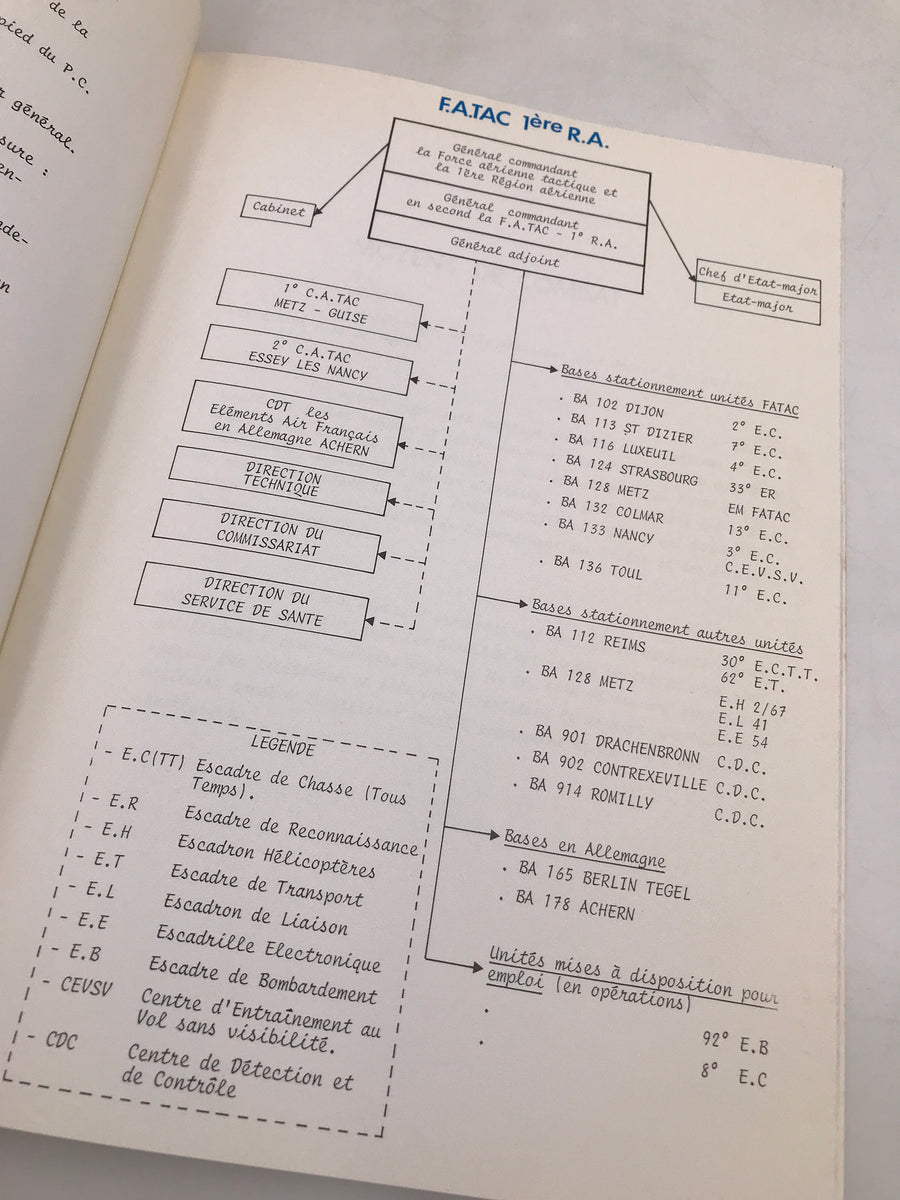 de la
pied du P.C.
r général.
sure :
en-
nde-
n
F.A.TAC 1ère R.A.
Général commandant
la Force aérienne tactique et
la 1ère Région aérienne
Général commandant
en second la F.A.TAC - 1° R.A.
Général adjoint
Cabinet
Chef d'Etat-major
Etat-major
1° C.A.TAC
METZ - GUISE
2° C.A.TAC
ESSEY LES NANCY
CDT les
Eléments Air Français
en Allemagne ACHERN
DIRECTION
TECHNIQUE
DIRECTION DU
COMMISSARIAT
DIRECTION DU
SERVICE DE SANTE
Bases stationnement unités FATAC
. BA 102 DIJON 2° E.C.
. BA 113 ST DIZIER 7° E.C.
. BA 116 LUXEUIL 4° E.C.
. BA 124 STRASBOURG 33° ER
. BA 128 METZ EM FATAC
. BA 132 COLMAR 13° E.C.
. BA 133 NANCY 3° E.C.
C.E.V.S.V.
. BA 136 TOUL 11° E.C.
Bases stationnement autres unités
. BA 112 REIMS 30° E.C.T.T.
62° E.T.
. BA 128 METZ E.H 2/67
E.L 41
E.E 54
. BA 901 DRACHENBRONN C.D.C.
. BA 902 CONTREXEVILLE C.D.C.
. BA 914 ROMILLY C.D.C.
Bases en Allemagne
. BA 165 BERLIN TEGEL
. BA 178 ACHERN
Unités mises à disposition pour
emploi (en opérations)
. 92° E.B
. 8° E.C
LEGENDE
- E.C(TT) Escadre de Chasse (Tous
Temps).
- E.R Escadre de Reconnaissance
- E.H Escadron Hélicoptères
- E.T Escadre de Transport
- E.L Escadron de Liaison
- E.E Escadrille Electronique
- E.B Escadre de Bombardement
- CEVSV Centre d'Entraînement au
Vol sans visibilité.
- CDC Centre de Détection et
de Contrôle